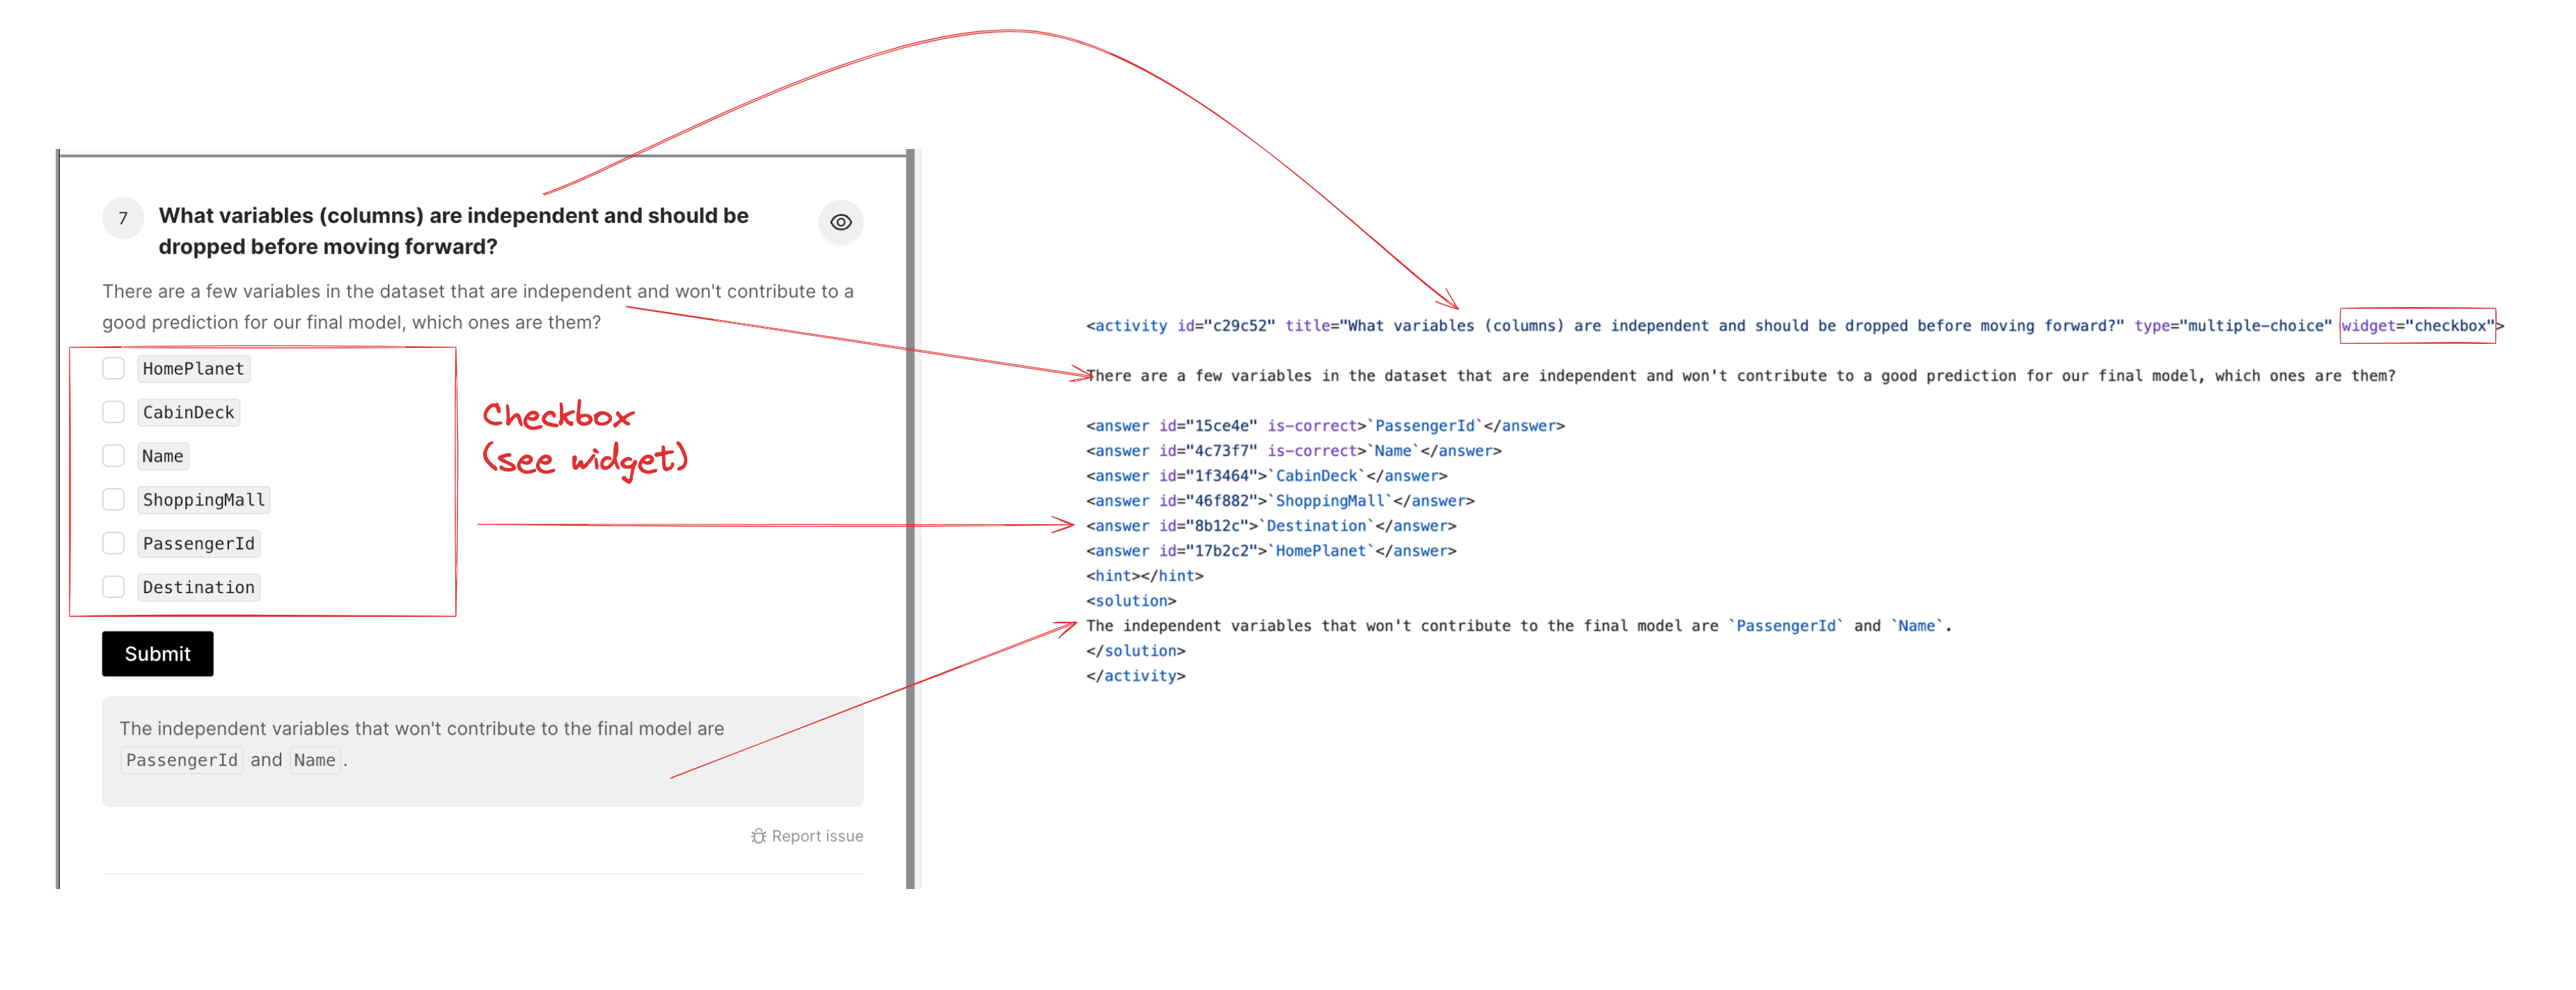 7
What variables (columns) are independent and should be
dropped before moving forward?
There are a few variables in the dataset that are independent and won't contribute to a
good prediction for our final model, which ones are them?
HomePlanet
CabinDeck
Name
ShoppingMall
PassengerId
Destination
Checkbox
(see widget)
Submit
The independent variables that won't contribute to the final model are
PassengerId and Name.
Report issue
<activity id="c29c52" title="What variables (columns) are independent and should be dropped before moving forward?" type="multiple-choice" widget="checkbox">
There are a few variables in the dataset that are independent and won't contribute to a good prediction for our final model, which ones are them?
<answer id="15ce4e" is-correct>`PassengerId`</answer>
<answer id="4c73f7" is-correct>`Name`</answer>
<answer id="1f3464">`CabinDeck`</answer>
<answer id="46f882">`ShoppingMall`</answer>
<answer id="8b12c">`Destination`</answer>
<answer id="17b2c2">`HomePlanet`</answer>
<hint></hint>
<solution>
The independent variables that won't contribute to the final model are `PassengerId` and `Name`.
</solution>
</activity>